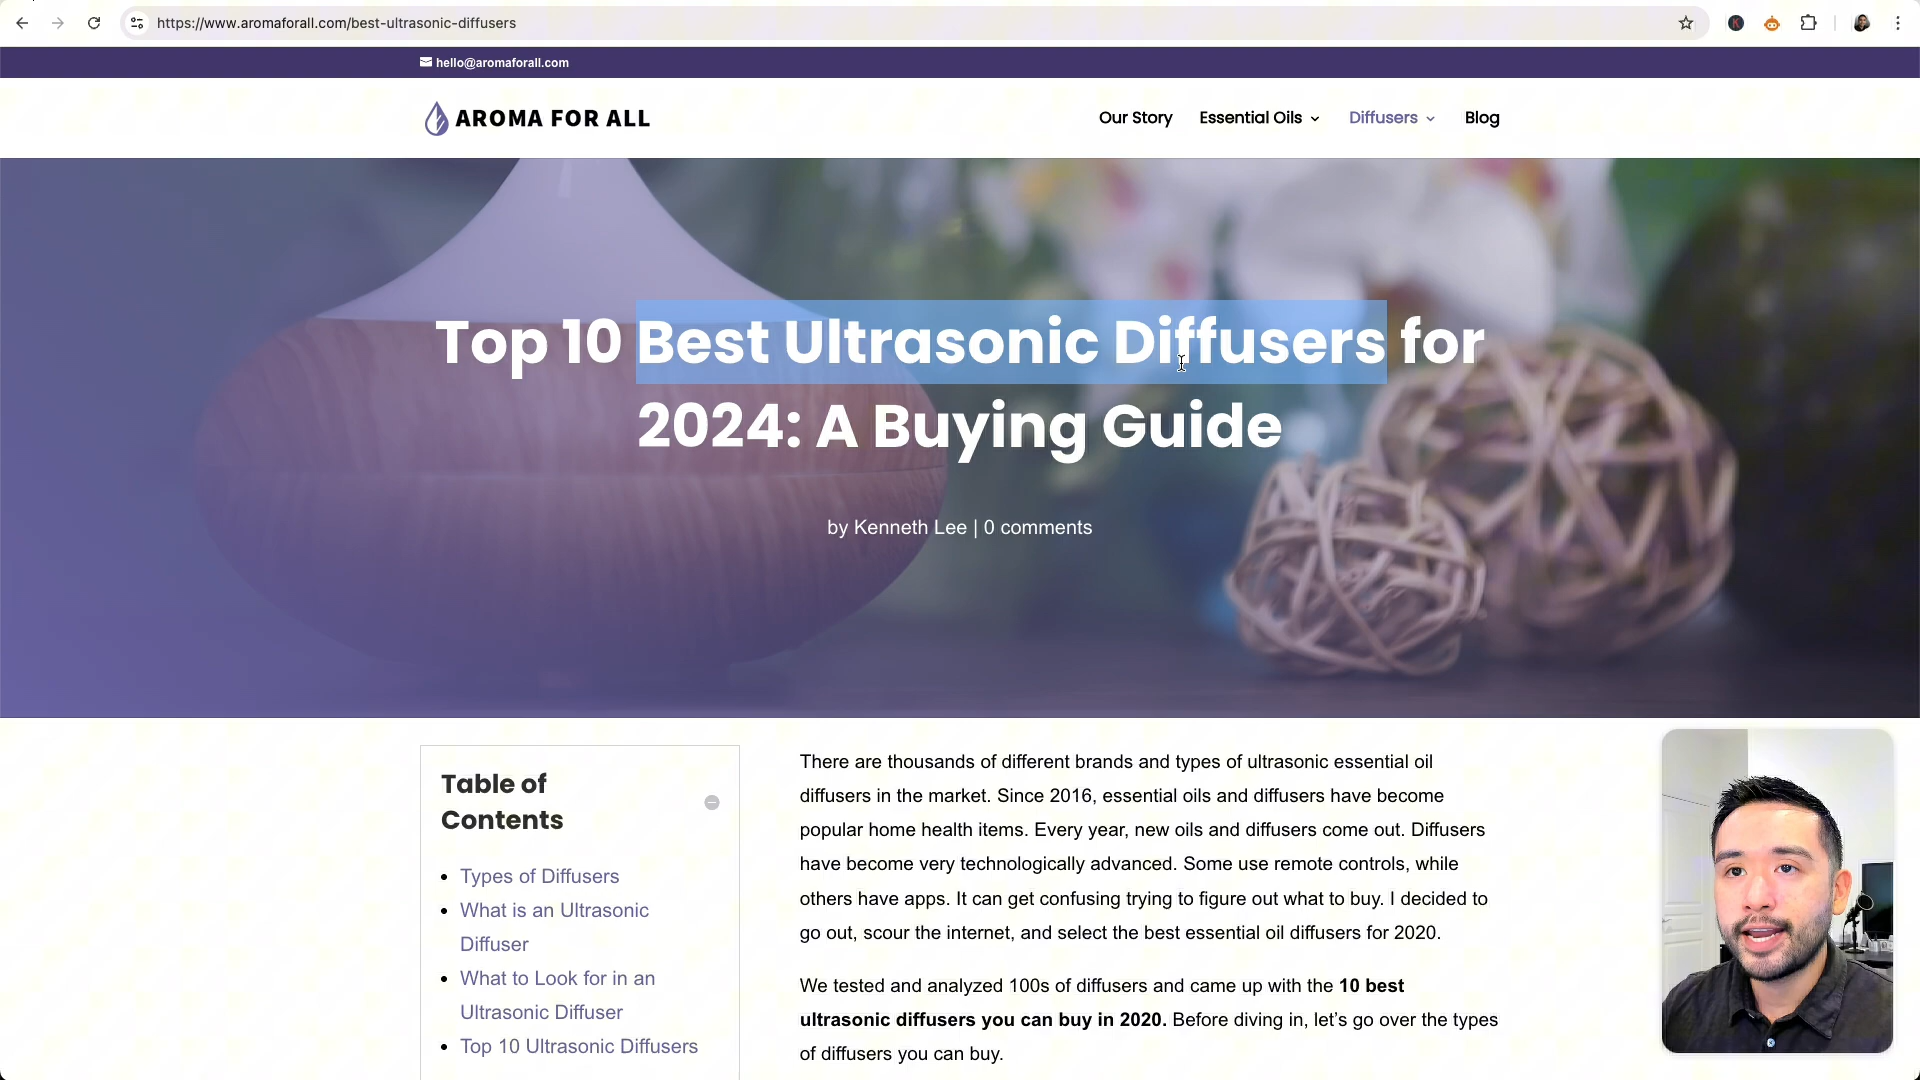 https://www.aromaforall.com/best-ultrasonic-diffusers
hello@aromaforall.com
AROMA FOR ALL
Our Story
Essential Oils
Diffusers
Blog
Top 10 Best Ultrasonic Diffusers for
2024: A Buying Guide
by Kenneth Lee | 0 comments
Table of
Contents
Types of Diffusers
What is an Ultrasonic
Diffuser
What to Look for in an
Ultrasonic Diffuser
Top 10 Ultrasonic Diffusers
There are thousands of different brands and types of ultrasonic essential oil
diffusers in the market. Since 2016, essential oils and diffusers have become
popular home health items. Every year, new oils and diffusers come out. Diffusers
have become very technologically advanced. Some use remote controls, while
others have apps. It can get confusing trying to figure out what to buy. I decided to
go out, scour the internet, and select the best essential oil diffusers for 2020.
We tested and analyzed 100s of diffusers and came up with the 10 best
ultrasonic diffusers you can buy in 2020. Before diving in, let’s go over the types
of diffusers you can buy.